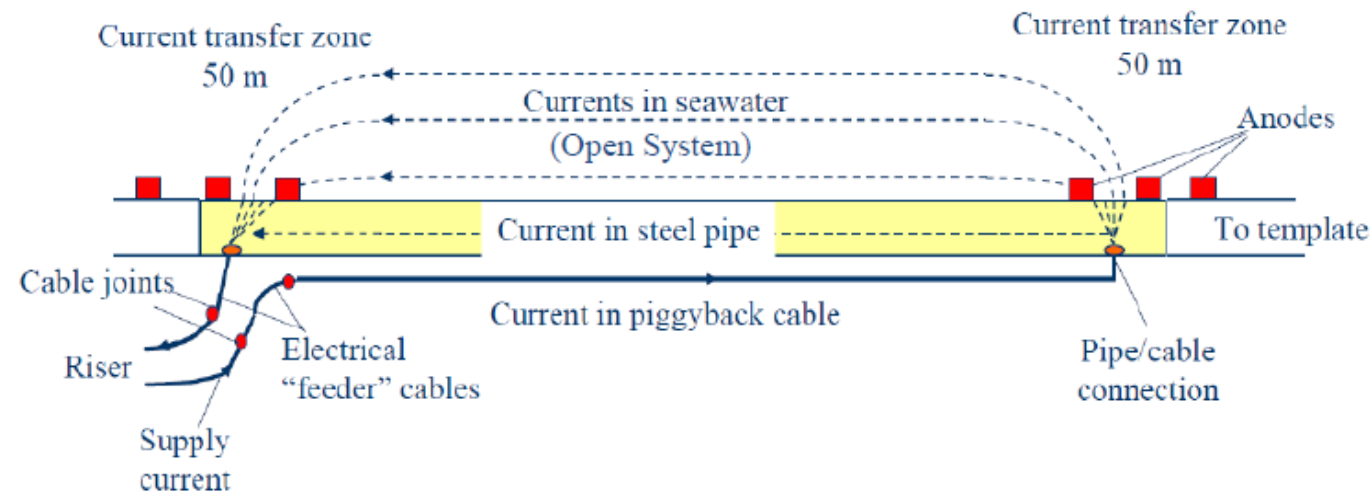 Current transfer zone
50 m
Current transfer zone
50 m
Currents in seawater
(Open System)
Anodes
Current in steel pipe
To template
Cable joints
Current in piggyback cable
Riser
Electrical
“feeder” cables
Pipe/cable
connection
Supply
current